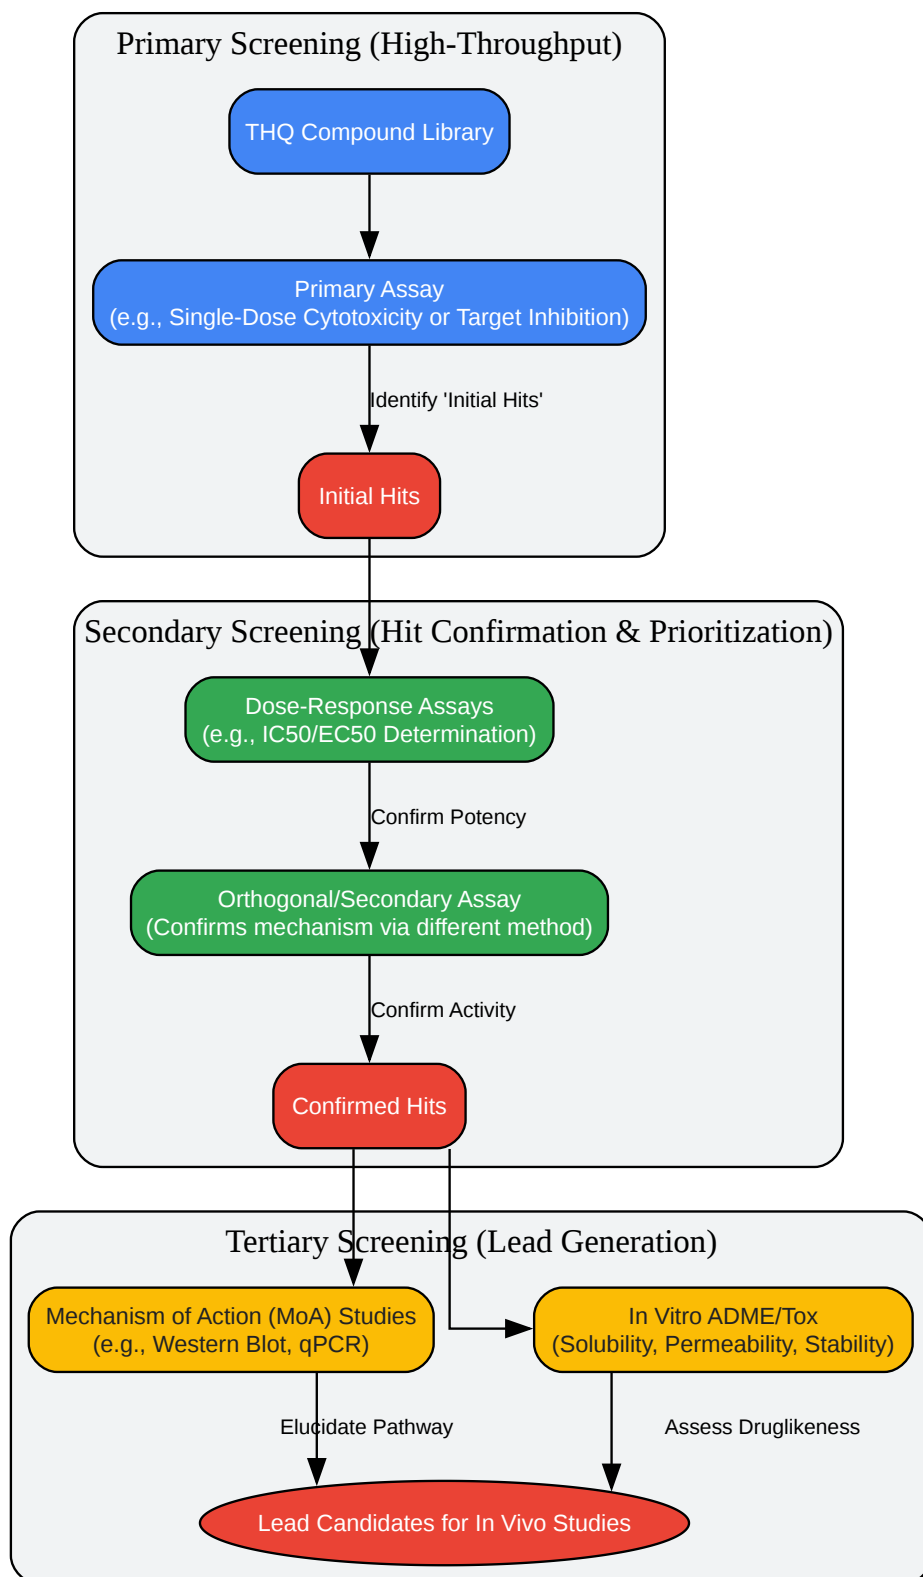 Primary Screening (High-Throughput)
THQ Compound Library
Primary Assay
(e.g., Single-Dose Cytotoxicity or Target Inhibition)
Identify 'Initial Hits'
Initial Hits
Secondary Screening (Hit Confirmation & Prioritization)
Dose-Response Assays
(e.g., IC50/EC50 Determination)
Confirm Potency
Orthogonal/Secondary Assay
(Confirms mechanism via different method)
Confirm Activity
Confirmed Hits
Tertiary Screening (Lead Generation)
Mechanism of Action (MoA) Studies
(e.g., Western Blot, qPCR)
In Vitro ADME/Tox
(Solubility, Permeability, Stability)
Elucidate Pathway
Assess Druglikeness
Lead Candidates for In Vivo Studies